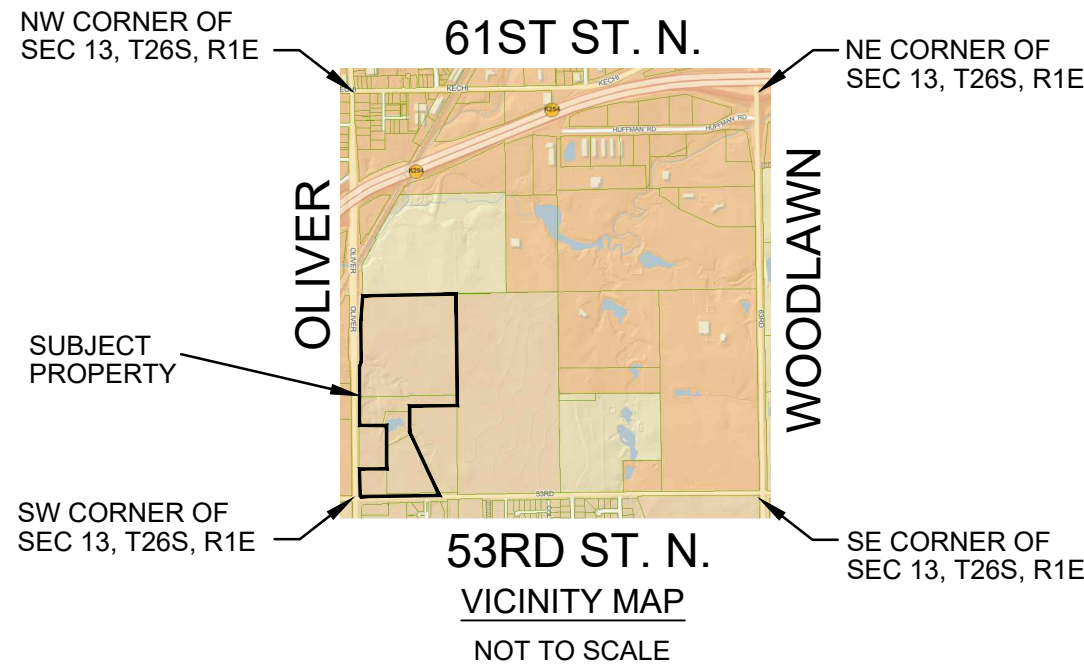 NW CORNER OF
SEC 13, T26S, R1E
61ST ST. N.
NE CORNER OF
SEC 13, T26S, R1E
KECHI
KECHI
K254
HUFFMAN RD
HUFFMAN RD
K254
OLIVER
WOODLAWN
OLIVER
OLIVER
63RD
SUBJECT
PROPERTY
53RD
SW CORNER OF
SEC 13, T26S, R1E
53RD ST. N.
SE CORNER OF
SEC 13, T26S, R1E
VICINITY MAP
NOT TO SCALE